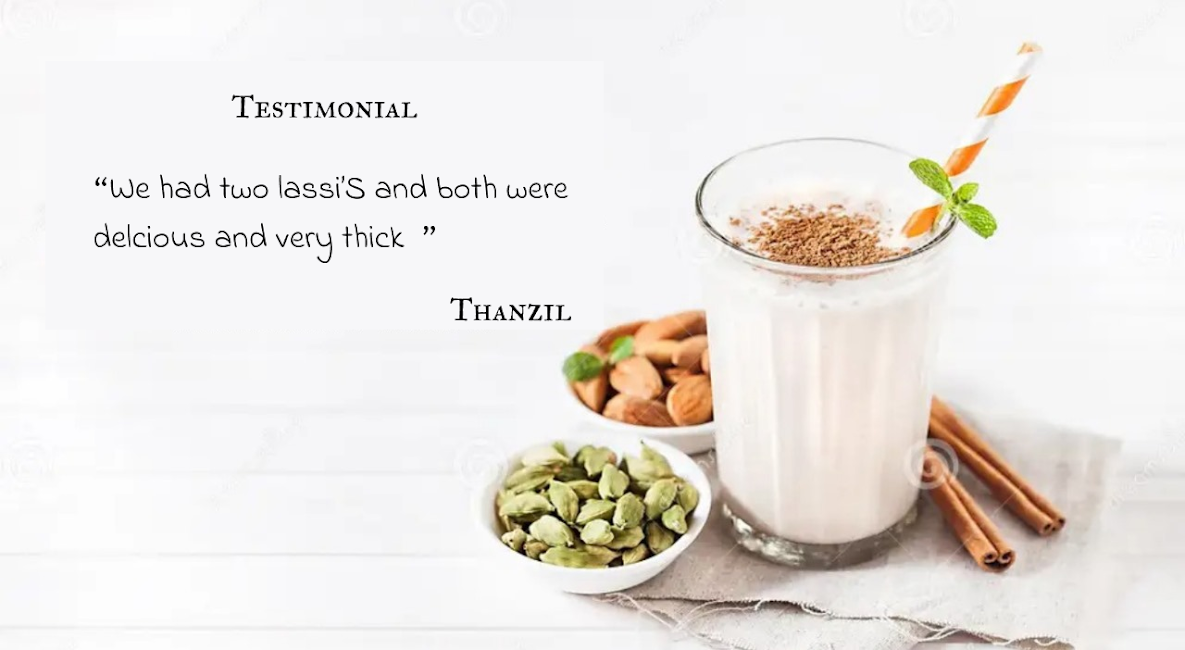 Testimonial
“We had two lassi'S and both were
delcious and very thick ”
Thanzil